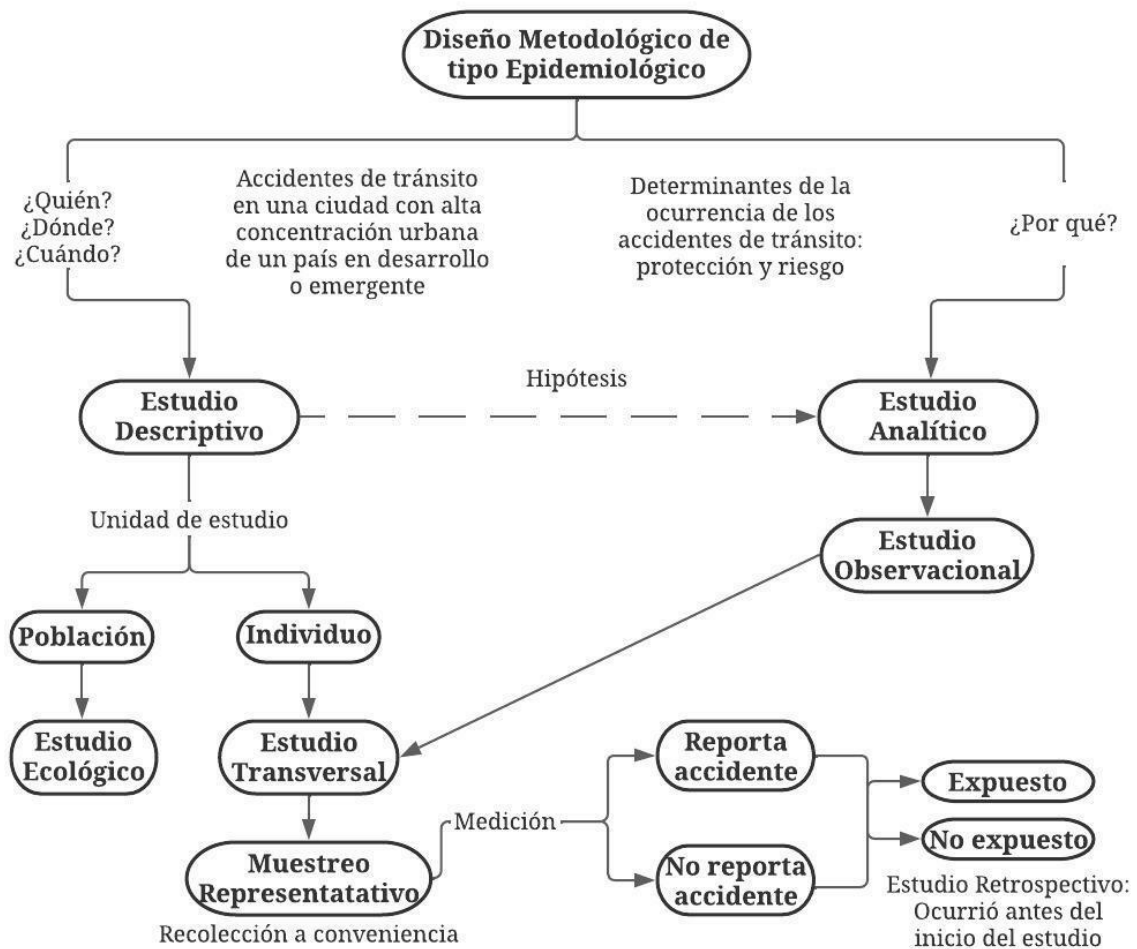 Diseño Metodológico de
tipo Epidemiológico
¿Quién?
¿Dónde?
¿Cuándo?
Accidentes de tránsito
en una ciudad con alta
concentración urbana
de un país en desarrollo
o emergente
Determinantes de la
ocurrencia de los
accidentes de tránsito:
protección y riesgo
¿Por qué?
Estudio
Descriptivo
Hipótesis
Estudio
Analítico
Unidad de estudio
Estudio
Observacional
Población
Individuo
Estudio
Ecológico
Estudio
Transversal
Muestreo
Representatativo
Recolección a conveniencia
Medición
Reporta
accidente
No reporta
accidente
Expuesto
No expuesto
Estudio Retrospectivo:
Ocurrió antes del
inicio del estudio